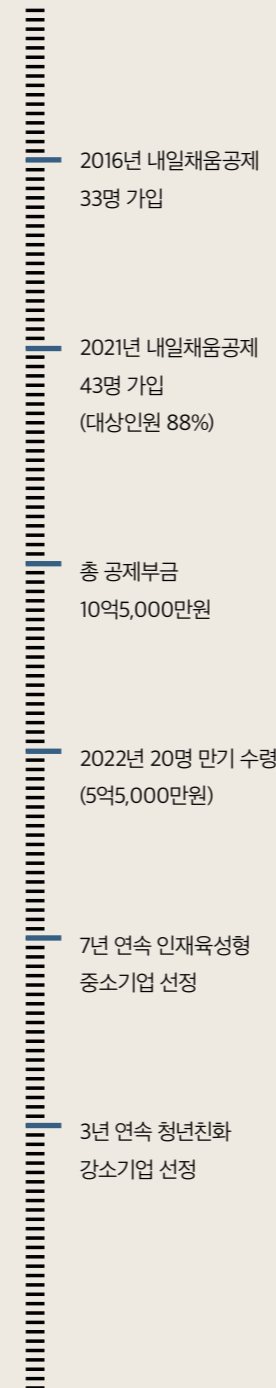 2016년 내일채움공제
33명 가입
2021년 내일채움공제
43명 가입
(대상인원 88%)
총 공제부금
10억5,000만원
2022년 20명 만기 수령
(5억5,000만원)
7년 연속 인재육성형
중소기업 선정
3년 연속 청년친화
강소기업 선정